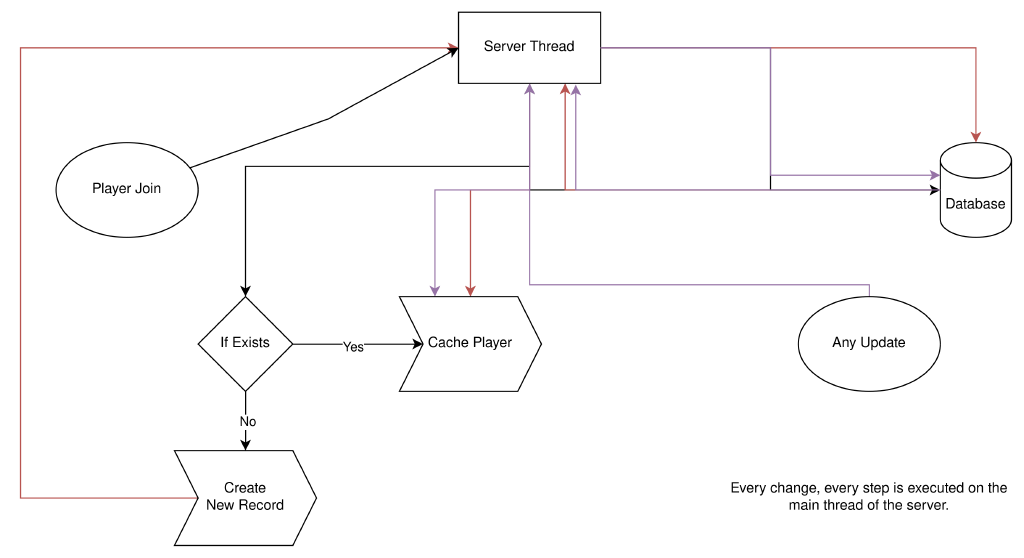 Server Thread
Player Join
Database
If Exists
Yes
Cache Player
Any Update
No
Create
New Record
Every change, every step is executed on the
main thread of the server.